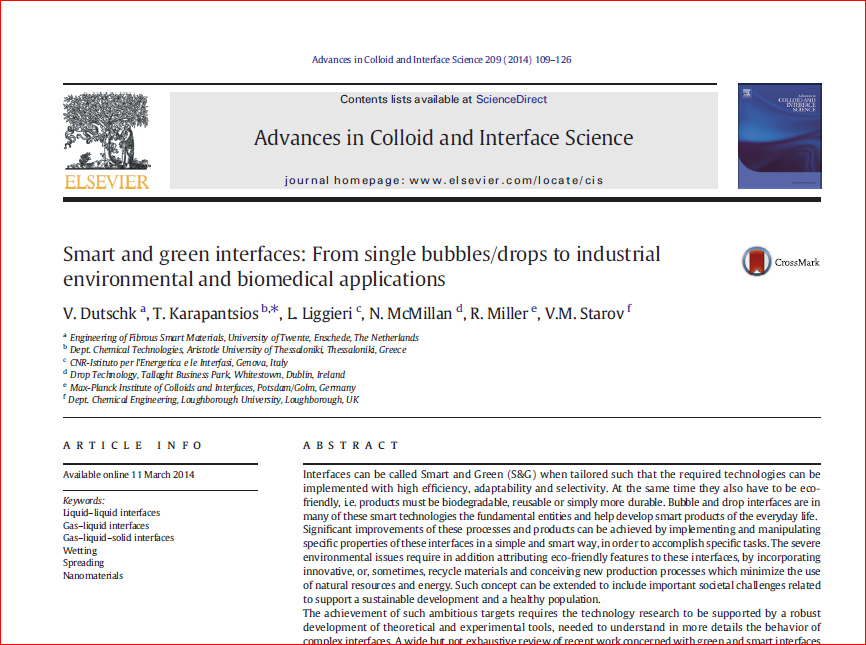 Advances in Colloid and Interface Science 209 (2014) 109–126
Contents lists available at ScienceDirect
Advances in Colloid and Interface Science
journal homepage: www.elsevier.com/locate/cis
ELSEVIER
COLLOID AND
INTERFACE
SCIENCE
Smart and green interfaces: From single bubbles/drops to industrial
environmental and biomedical applications
CrossMark
V. Dutschk a, T. Karapantsios b,*, L. Liggieri c, N. McMillan d, R. Miller e, V.M. Starov f
a Engineering of Fibrous Smart Materials, University of Twente, Enschede, The Netherlands
b Dept. Chemical Technologies, Aristotle University of Thessaloniki, Thessaloniki, Greece
c CNR-Istituto per l'Energetica e le Interfasi, Genova, Italy
d Drop Technology, Tallaght Business Park, Whitestown, Dublin, Ireland
e Max-Planck Institute of Colloids and Interfaces, Potsdam/Golm, Germany
f Dept. Chemical Engineering, Loughborough University, Loughborough, UK
ARTICLE INFO
Available online 11 March 2014
Keywords:
Liquid–liquid interfaces
Gas–liquid interfaces
Gas–liquid–solid interfaces
Wetting
Spreading
Nanomaterials
ABSTRACT
Interfaces can be called Smart and Green (S&G) when tailored such that the required technologies can be
implemented with high efficiency, adaptability and selectivity. At the same time they also have to be eco-
friendly, i.e. products must be biodegradable, reusable or simply more durable. Bubble and drop interfaces are in
many of these smart technologies the fundamental entities and help develop smart products of the everyday life.
Significant improvements of these processes and products can be achieved by implementing and manipulating
specific properties of these interfaces in a simple and smart way, in order to accomplish specific tasks. The severe
environmental issues require in addition attributing eco-friendly features to these interfaces, by incorporating
innovative, or, sometimes, recycle materials and conceiving new production processes which minimize the use
of natural resources and energy. Such concept can be extended to include important societal challenges related
to support a sustainable development and a healthy population.
The achievement of such ambitious targets requires the technology research to be supported by a robust
development of theoretical and experimental tools, needed to understand in more details the behavior of
complex interfaces. A wide but not exhaustive review of recent work concerned with green and smart interfaces